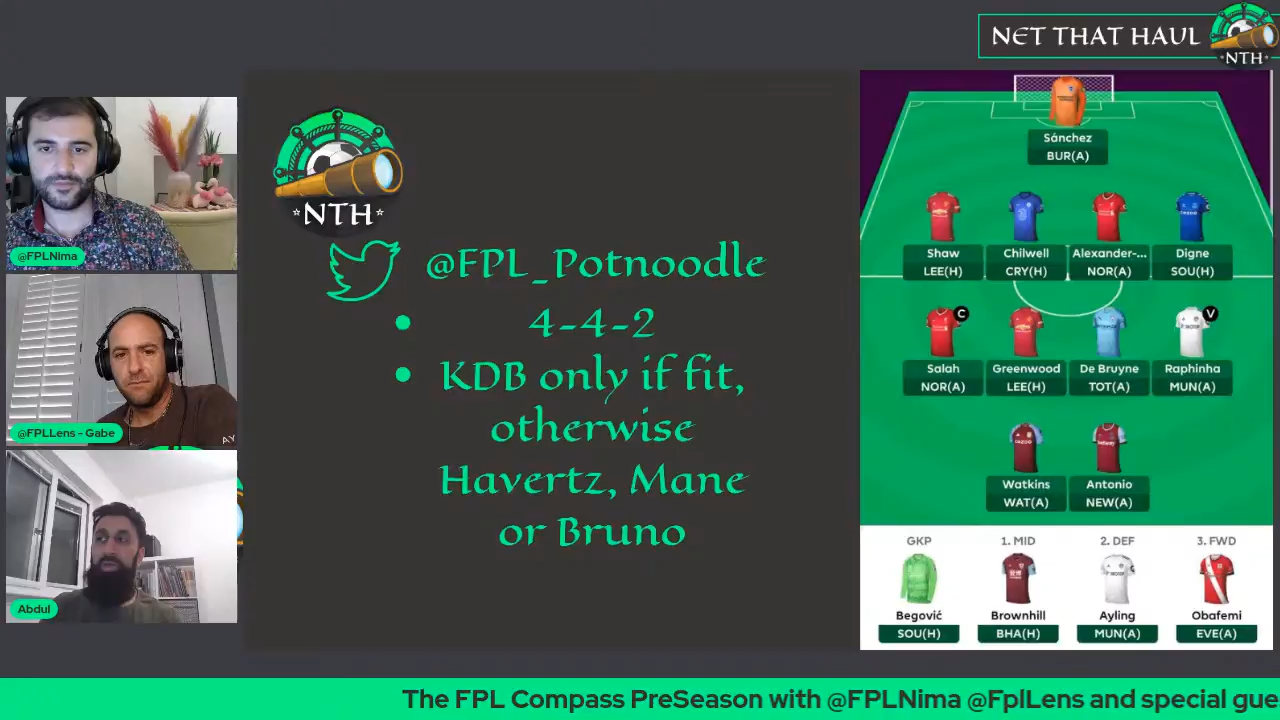 NET THAT HAUL
NTH
@FPLNima
@FPLLens - Gabe
Abdul
NTH
@FPL_Potnoodle
• 4-4-2
• KDB only if fit,
otherwise
Havertz, Mane
or Bruno
Sánchez
BUR(A)
Shaw Chilwell Alexander-... Digne
LEE(H) CRY(H) NOR(A) SOU(H)
C V
Salah Greenwood De Bruyne Raphinha
NOR(A) LEE(H) TOT(A) MUN(A)
Watkins Antonio
WAT(A) NEW(A)
GKP 1. MID 2. DEF 3. FWD
Begović Brownhill Ayling Obafemi
SOU(H) BHA(H) MUN(A) EVE(A)
The FPL Compass PreSeason with @FPLNima @FplLens and special gue